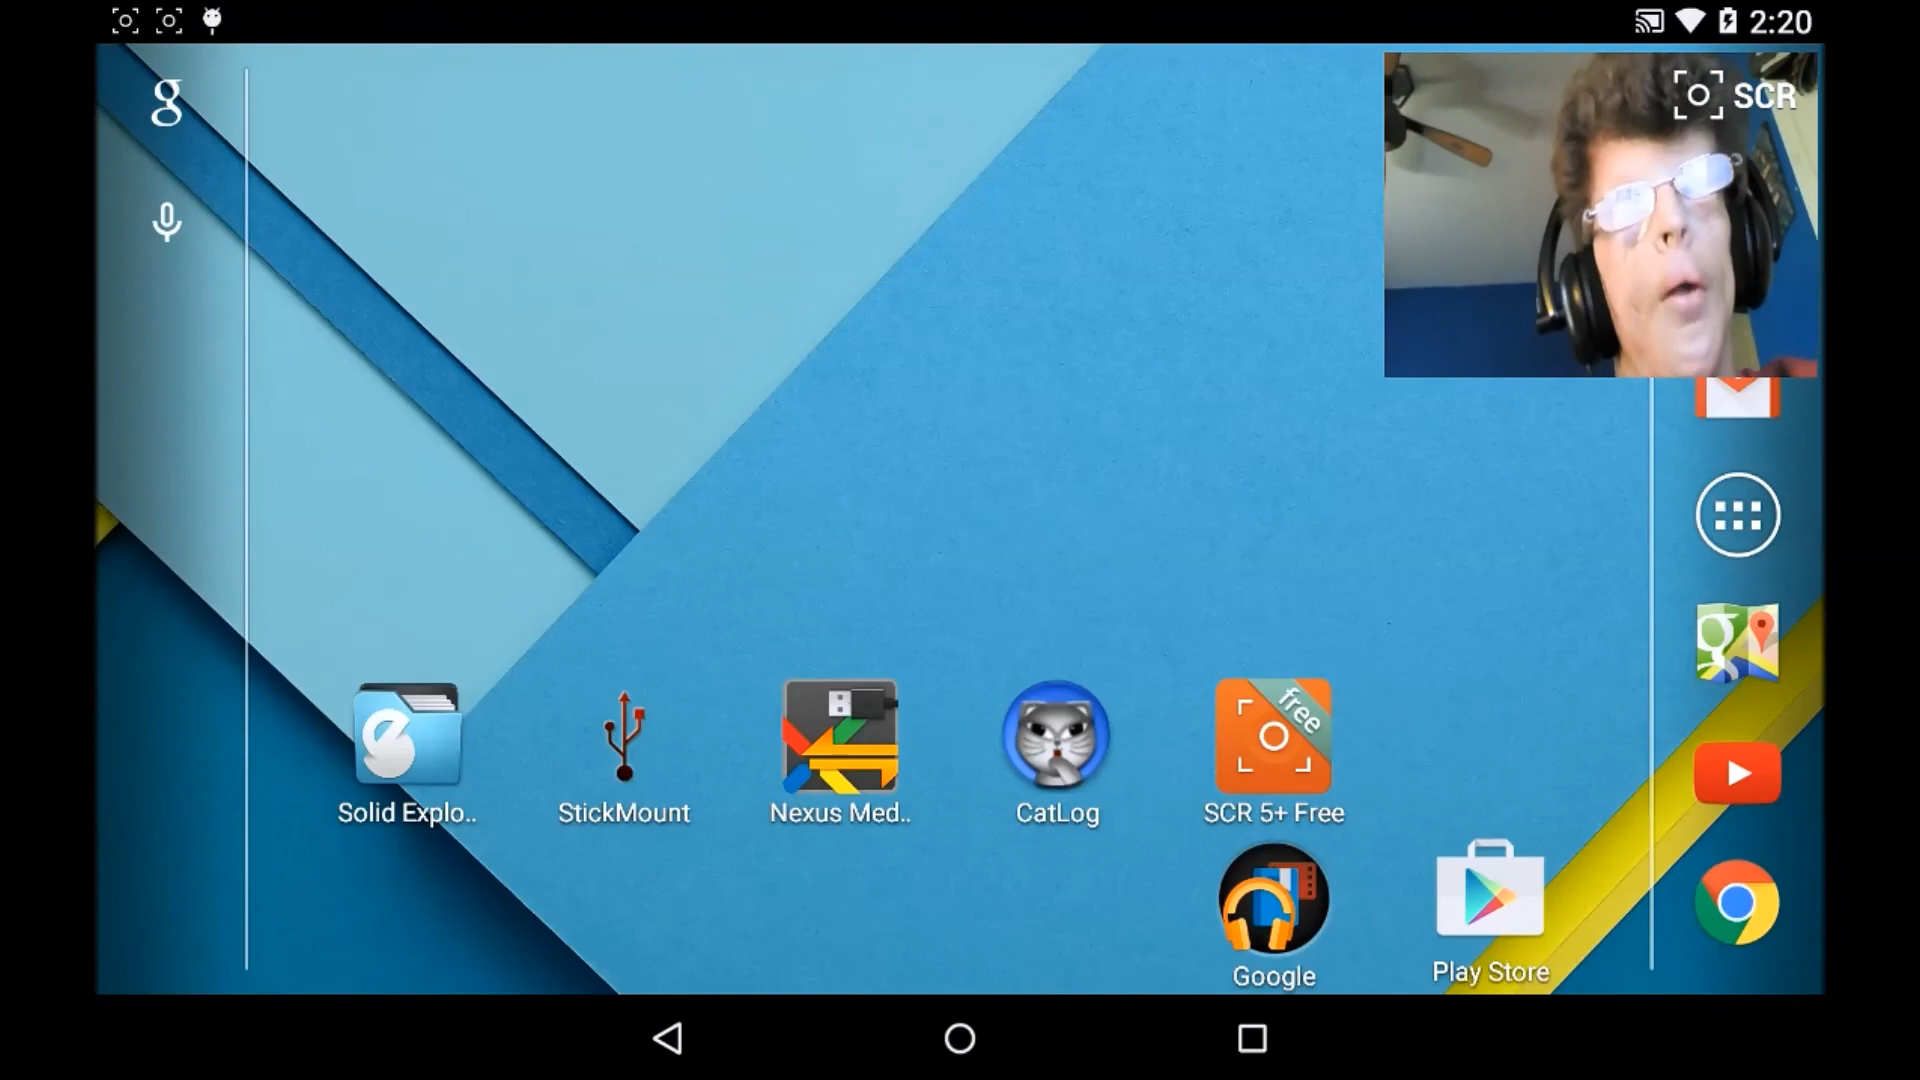 2:20
g
SCR
free
Solid Explo..
StickMount
Nexus Med..
CatLog
SCR 5+ Free
Google
Play Store